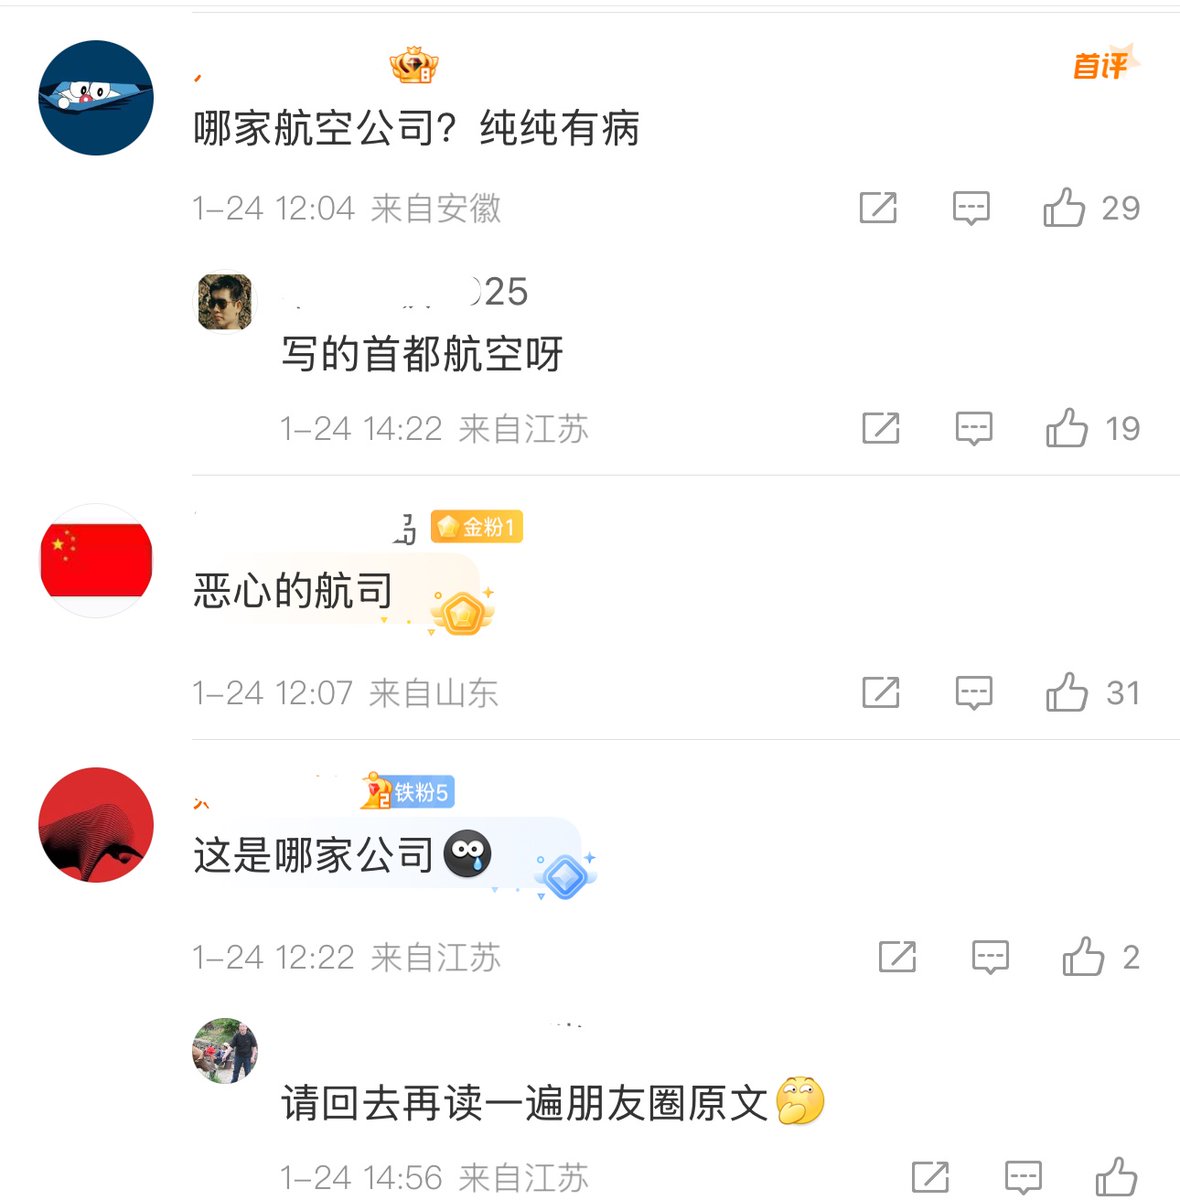 首评
哪家航空公司？纯纯有病
1-24 12:04 来自安徽
29
25
写的首都航空呀
1-24 14:22 来自江苏
19
金粉1
恶心的航司
1-24 12:07 来自山东
31
2 铁粉5
这是哪家公司
1-24 12:22 来自江苏
2
请回去再读一遍朋友圈原文
1-24 14:56 来自江苏